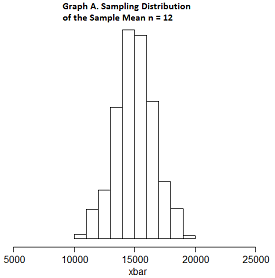 Graph A. Sampling Distribution
of the Sample Mean n = 12
5000 10000 15000 20000 25000
xbar